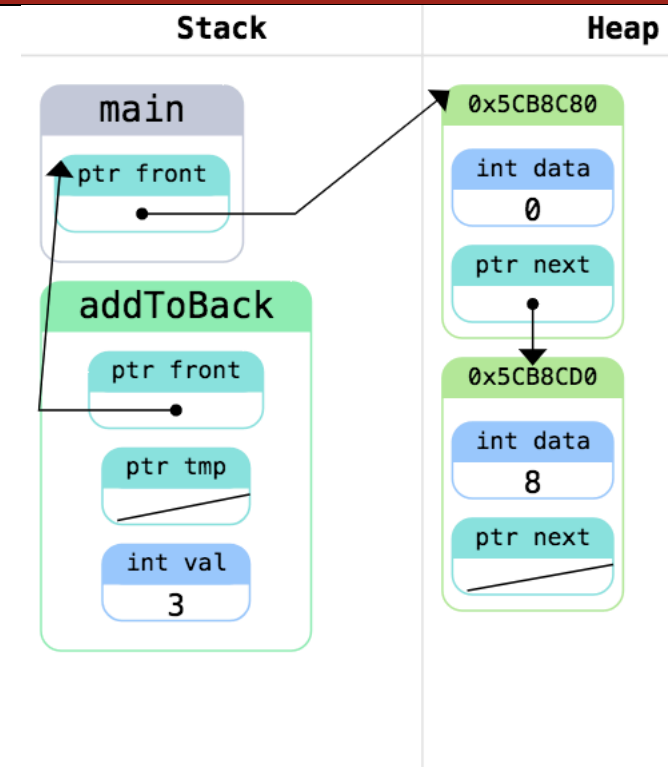 Stack
Heap
main
ptr front
addToBack
ptr front
ptr tmp
int val
3
0x5CB8C80
int data
0
ptr next
0x5CB8CD0
int data
8
ptr next